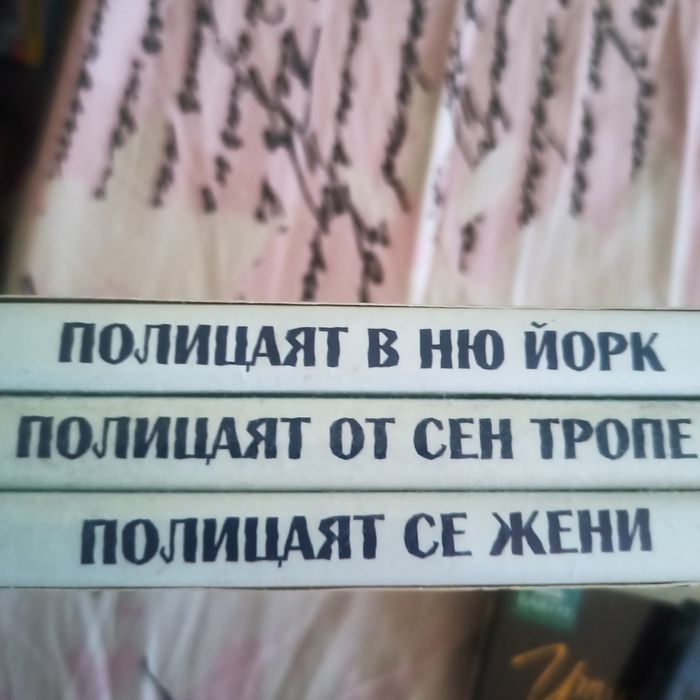 ПОЛИЦАЯТ В НЮ ЙОРК
ПОЛИЦАЯТ ОТ СЕН ТРОПЕ
ПОЛИЦАЯТ СЕ ЖЕНИ